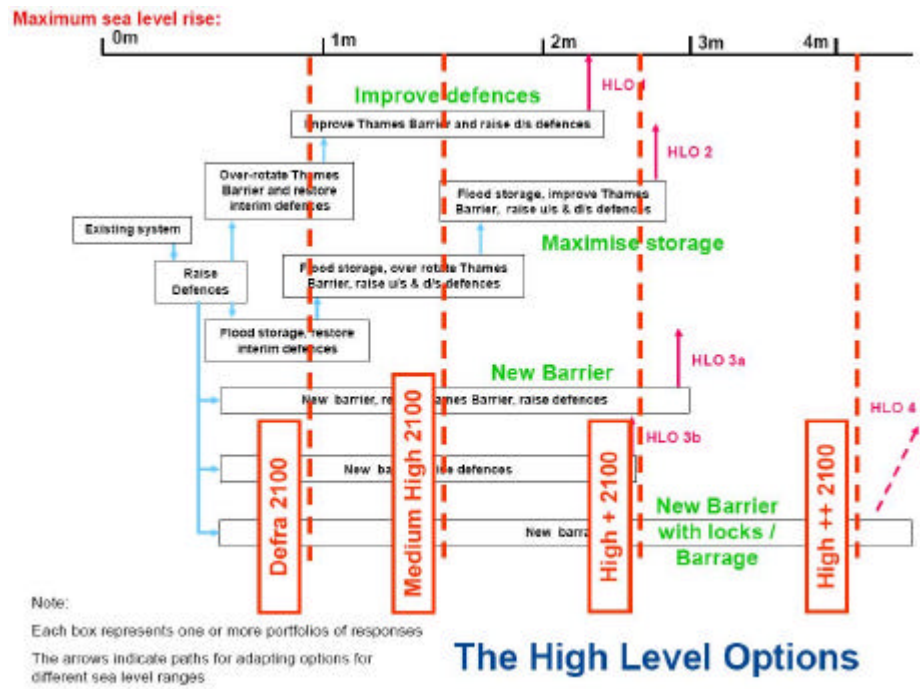 Maximum sea level rise:
0m 1m 2m 3m 4m
Improve defences
HLO
Improve Thames Barrier and raise d/s defences
HLO 2
Over-rotate Thames
Barrier and restore
interim defences
Flood storage, improve Thames
Barrier, raise u/s & d/s defences
Existing system
Maximise storage
Raise
Defences
Flood storage, over rotate Thames
Barrier, raise u/s & d/s defences
Flood storage, restore
interim defences
HLO 3a
New Barrier
New barrier, Thames Barrier, raise defences
HLO 4
HLO 3b
New defences
New
New Barrier
with locks /
Barrage
Defra 2100
Medium High 2100
High + 2100
High ++ 2100
Note:
Each box represents one or more portfolios of responses
The arrows indicate paths for adapting options for
different sea level ranges
The High Level Options